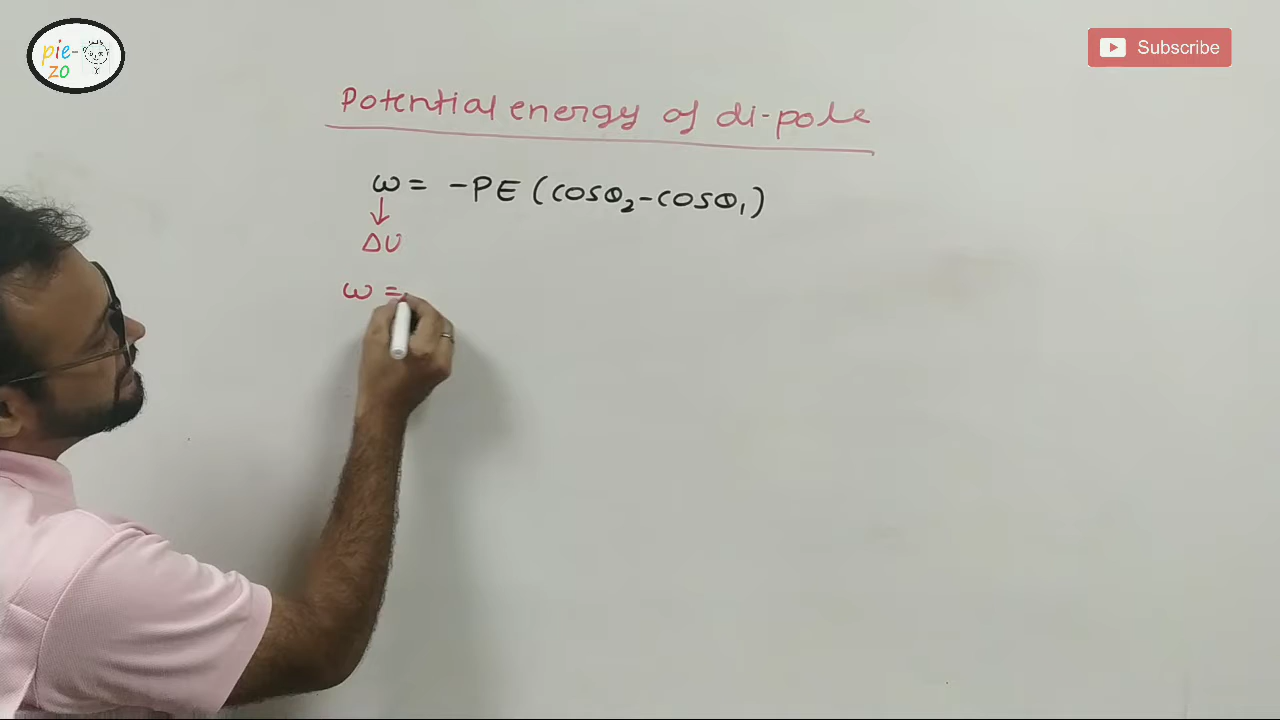 pie-
zo
Subscribe
Potential energy of di-pole
ω = -PE (cosθ₂-cosθ₁)
↓
ΔU
ω =